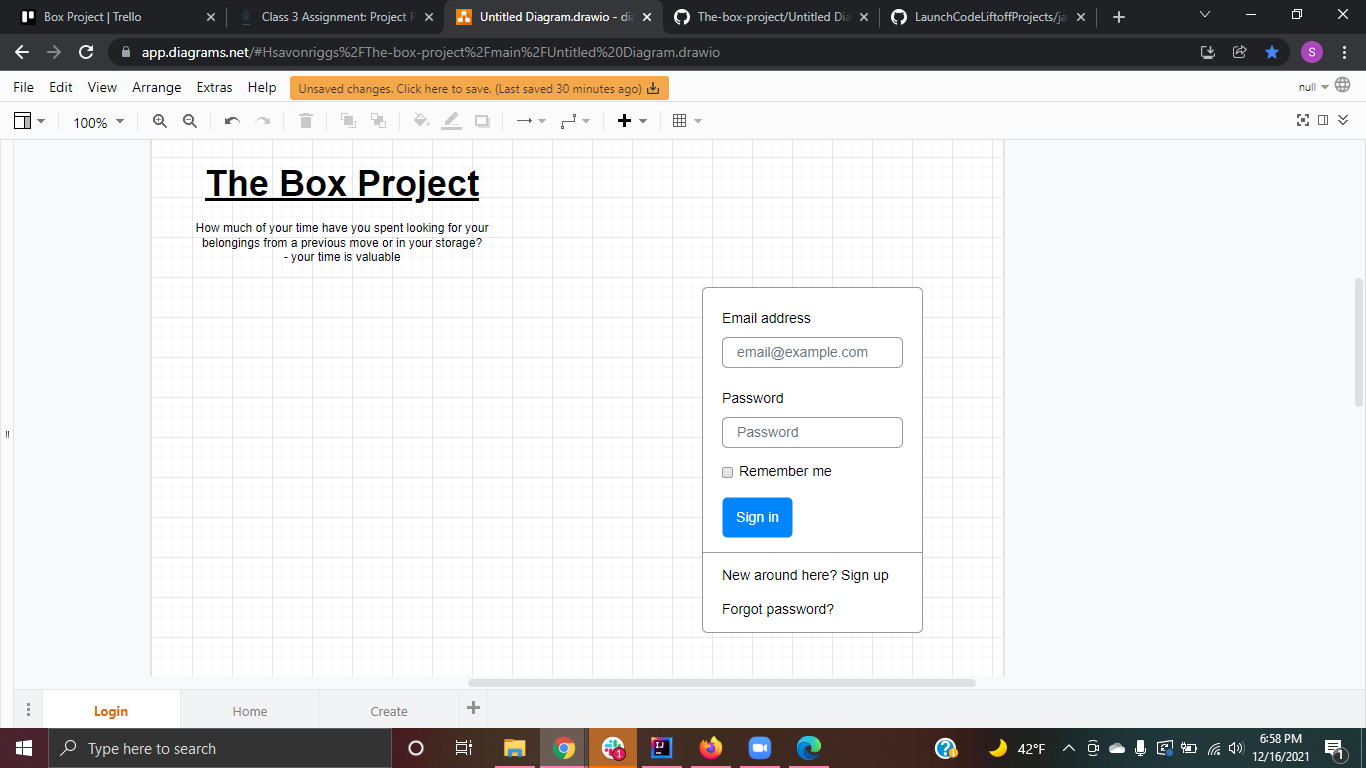 Box Project | Trello
Class 3 Assignment: Project P
Untitled Diagram.drawio - dia
The-box-project/Untitled Dia
LaunchCodeLiftoffProjects/ja
app.diagrams.net/#Hsavonriggs%2FThe-box-project%2Fmain%2FUntitled%20Diagram.drawio
S
File Edit View Arrange Extras Help
Unsaved changes. Click here to save. (Last saved 30 minutes ago)
null
100%
The Box Project
How much of your time have you spent looking for your
belongings from a previous move or in your storage?
- your time is valuable
Email address
email@example.com
Password
Password
Remember me
Sign in
New around here? Sign up
Forgot password?
Login Home Create
Type here to search
1
IJ
42°F
6:58 PM
12/16/2021
1